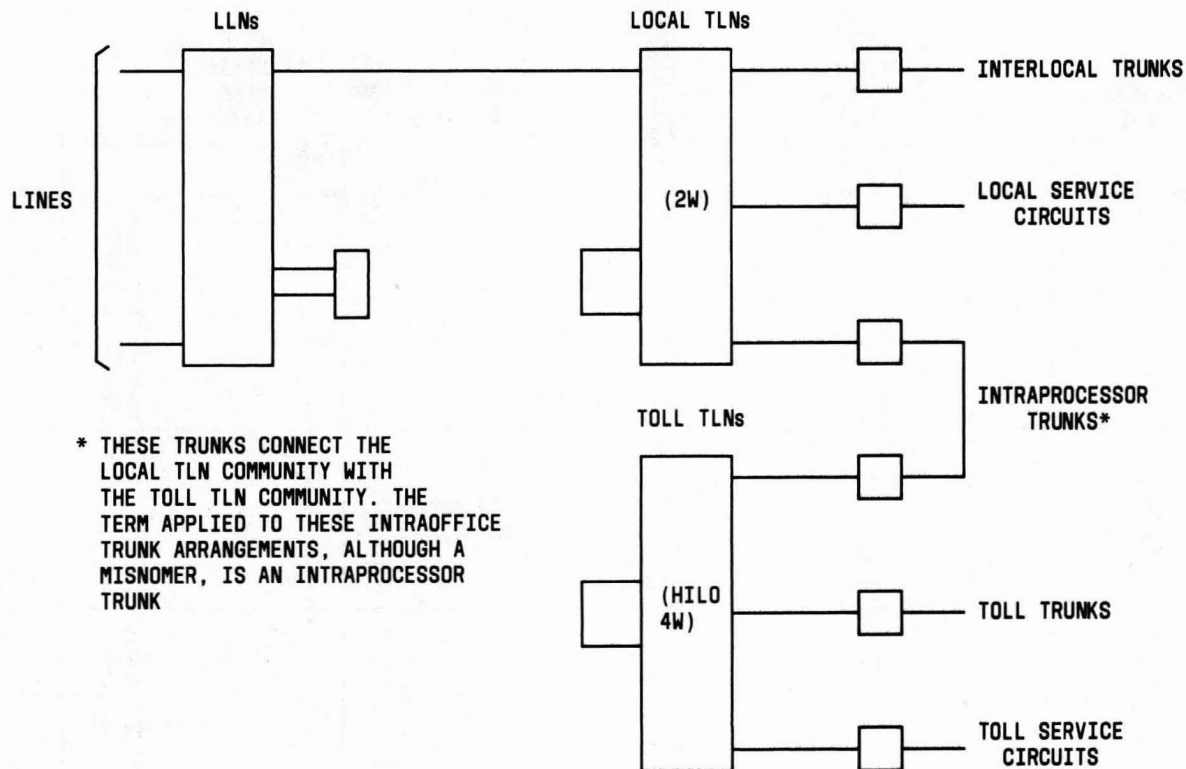 LLNs
LOCAL TLNs
INTERLOCAL TRUNKS
LINES
(2W)
LOCAL SERVICE
CIRCUITS
INTRAPROCESSOR
TRUNKS*
TOLL TLNs
* THESE TRUNKS CONNECT THE
LOCAL TLN COMMUNITY WITH
THE TOLL TLN COMMUNITY. THE
TERM APPLIED TO THESE INTRAOFFICE
TRUNK ARRANGEMENTS, ALTHOUGH A
MISNOMER, IS AN INTRAPROCESSOR
TRUNK
(HILO
4W)
TOLL TRUNKS
TOLL SERVICE
CIRCUITS